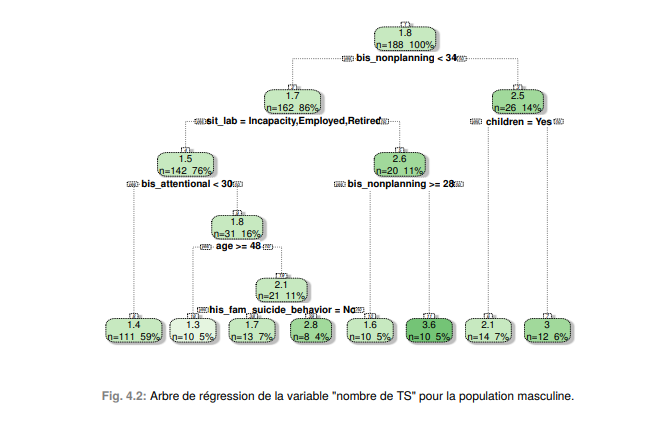 1.8
n=188 100%
bis_nonplanning < 34
1.7
n=162 86%
2.5
n=26 14%
sit_lab = Incapacity,Employed,Retired
children = Yes
1.5
n=142 76%
2.6
n=20 11%
bis_attentional < 30
bis_nonplanning >= 28
1.8
n=31 16%
age >= 48
2.1
n=21 11%
his_fam_suicide_behavior = No
1.4
n=111 59%
1.3
n=10 5%
1.7
n=13 7%
2.8
n=8 4%
1.6
n=10 5%
3.6
n=10 5%
2.1
n=14 7%
3
n=12 6%
Fig. 4.2: Arbre de régression de la variable "nombre de TS" pour la population masculine.